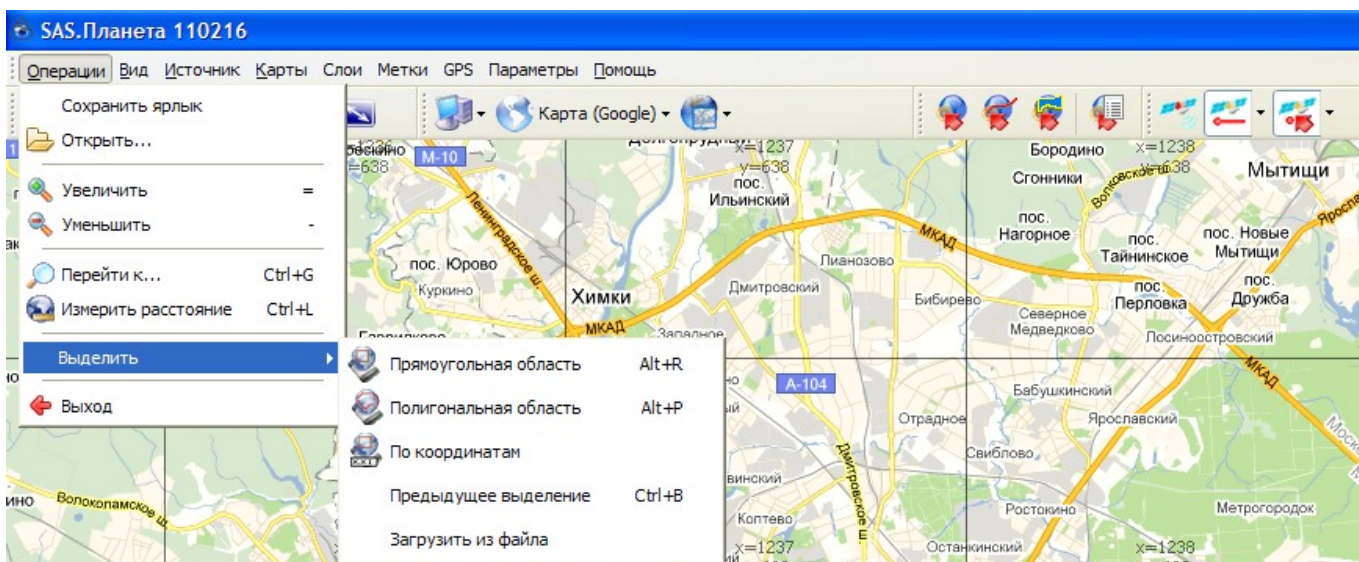 SAS.Планета 110216
Операции Вид Источник Карты Слои Метки GPS Параметры Помощь
Сохранить ярлык
Открыть...
Увеличить =
Уменьшить -
Перейти к... Ctrl+G
Измерить расстояние Ctrl+L
Выделить
Выход
Прямоугольная область Alt+R
Полигональная область Alt+P
По координатам
Предыдущее выделение Ctrl+B
Загрузить из файла
Карта (Google)
М-10
x=1237
y=638
x=1238
Бородино
Сгонники
Мытищи
пос.
Ильинский
Ленинградское ш.
МКАД
пос.
Нагорное
пос.
Тайнинское
пос. Новые
Мытищи
пос. Юрово
Куркино
Химки
Лианозово
Дмитровский
Бибирево
Северное
Медведково
пос.
Перловка
пос.
Дружба
Лосиноостровский
МКАД
Западное
МКАД
А-104
Бабушкинский
Отрадное
Ярославский
Свиблово
Дмитровское ш.
Волоколамское ш.
Коптево
Ростокино
Метрогородок
Останкинский
x=1237
x=1238